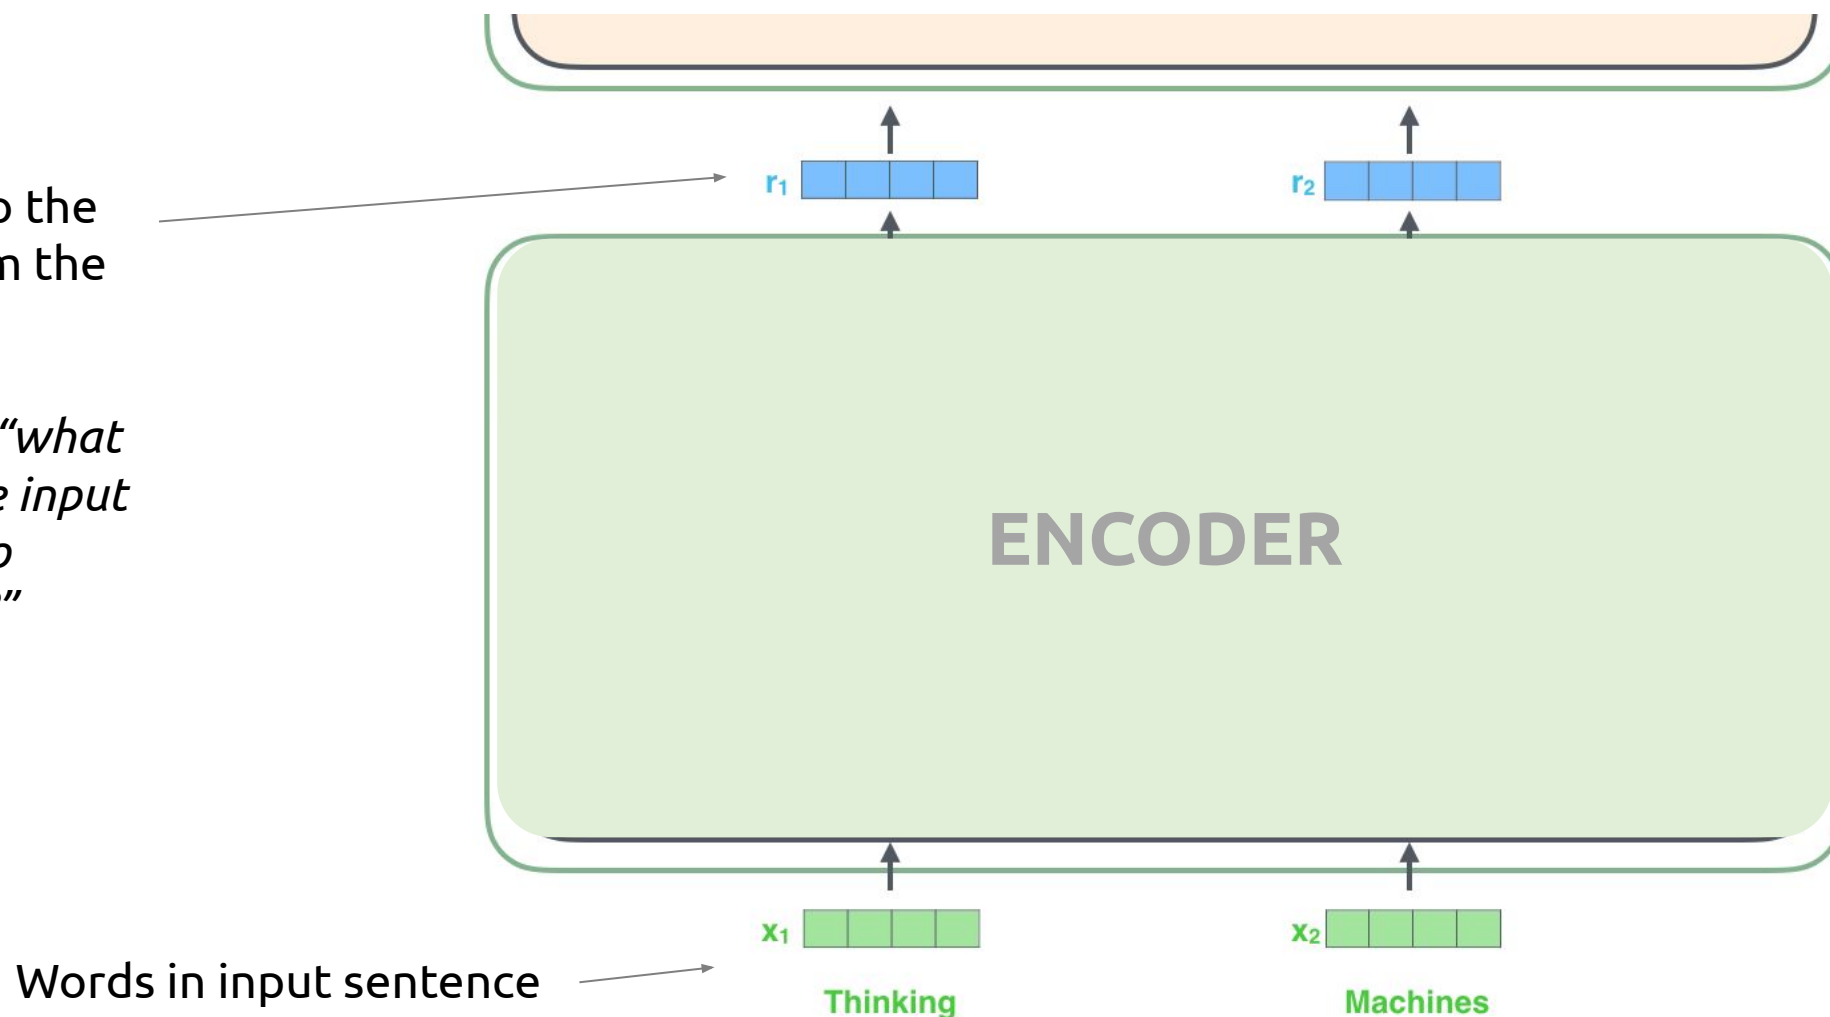 r₁
r₂
the
the
“what
input
ENCODER
x₁
x₂
Words in input sentence
Thinking
Machines